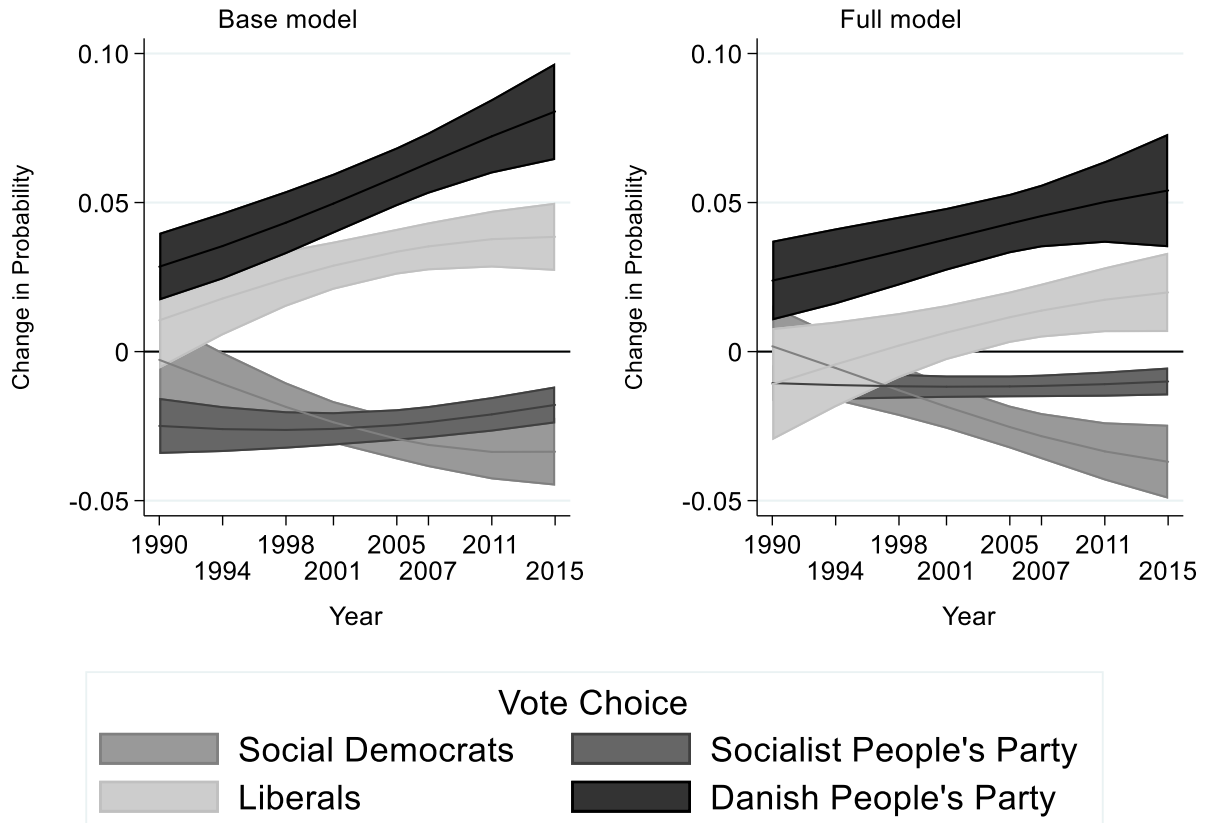 Base model
0.10
0.05
0
-0.05
Change in Probability
1990 1998 2005 2011
1994 2001 2007 2015
Year
Full model
0.10
0.05
0
-0.05
Change in Probability
1990 1998 2005 2011
1994 2001 2007 2015
Year
Vote Choice
Social Democrats Socialist People's Party
Liberals Danish People's Party